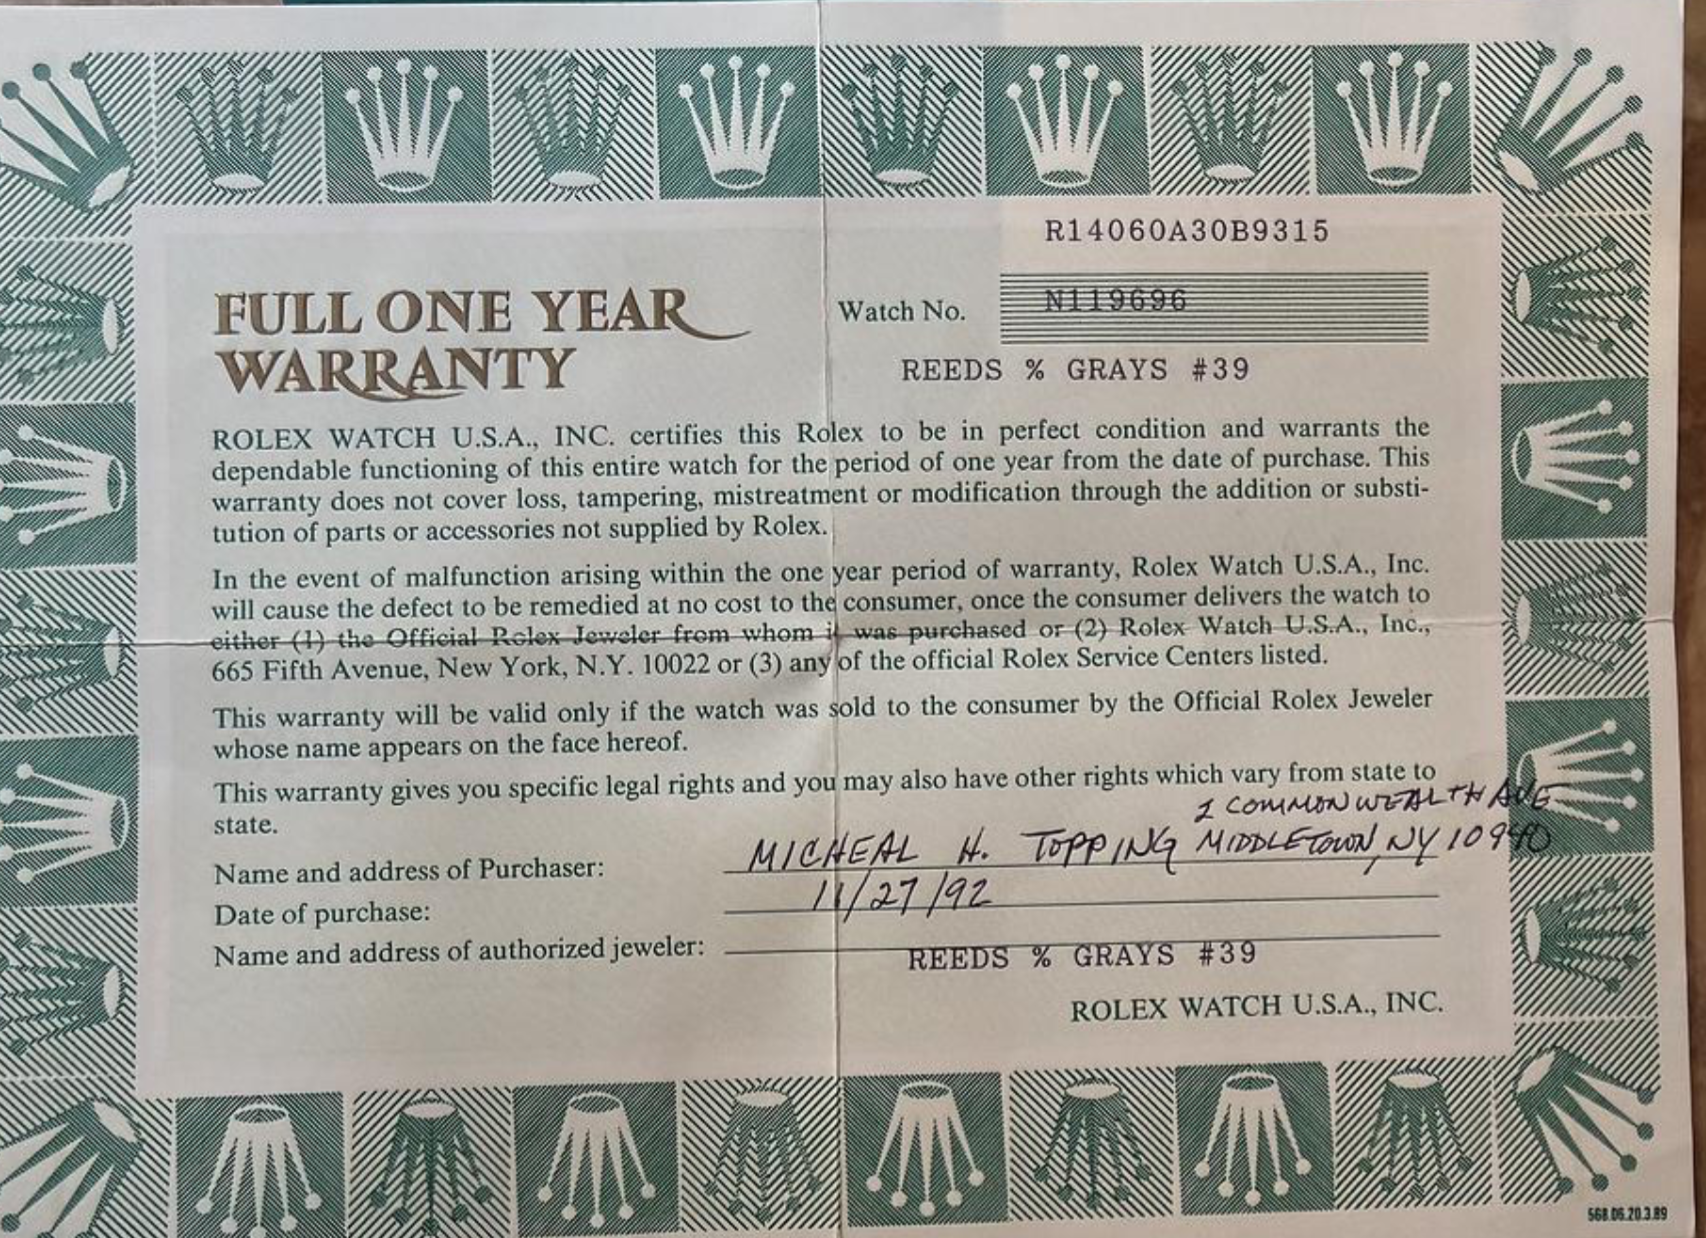 R14060A30B9315
FULL ONE YEAR
WARRANTY
Watch No.
N119696
REEDS % GRAYS #39
ROLEX WATCH U.S.A., INC. certifies this Rolex to be in perfect condition and warrants the
dependable functioning of this entire watch for the period of one year from the date of purchase. This
warranty does not cover loss, tampering, mistreatment or modification through the addition or substi-
tution of parts or accessories not supplied by Rolex.
In the event of malfunction arising within the one year period of warranty, Rolex Watch U.S.A., Inc.
will cause the defect to be remedied at no cost to the consumer, once the consumer delivers the watch to
either (1) the Official Rolex Jeweler from whom it was purchased or (2) Rolex Watch U.S.A., Inc.,
665 Fifth Avenue, New York, N.Y. 10022 or (3) any of the official Rolex Service Centers listed.
This warranty will be valid only if the watch was sold to the consumer by the Official Rolex Jeweler
whose name appears on the face hereof.
This warranty gives you specific legal rights and you may also have other rights which vary from state to
state.
2 COMMONWEALTH AVE
Name and address of Purchaser: MICHEAL H. TOPPING MIDDLETOWN, NY 10940
Date of purchase: 11/27/92
Name and address of authorized jeweler:
REEDS % GRAYS #39
ROLEX WATCH U.S.A., INC.
568.06.20.3.89